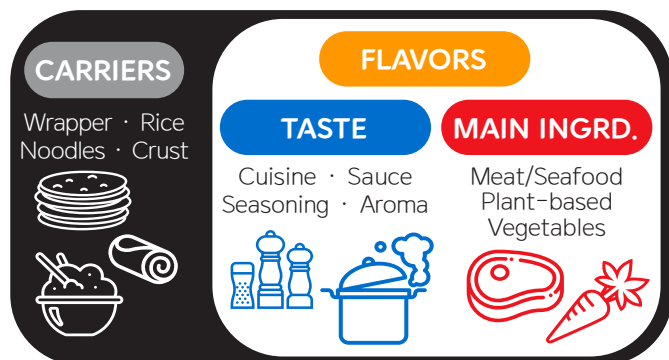 CARRIERS
Wrapper · Rice
Noodles · Crust
FLAVORS
TASTE
Cuisine · Sauce
Seasoning · Aroma
MAIN INGRD.
Meat/Seafood
Plant-based
Vegetables